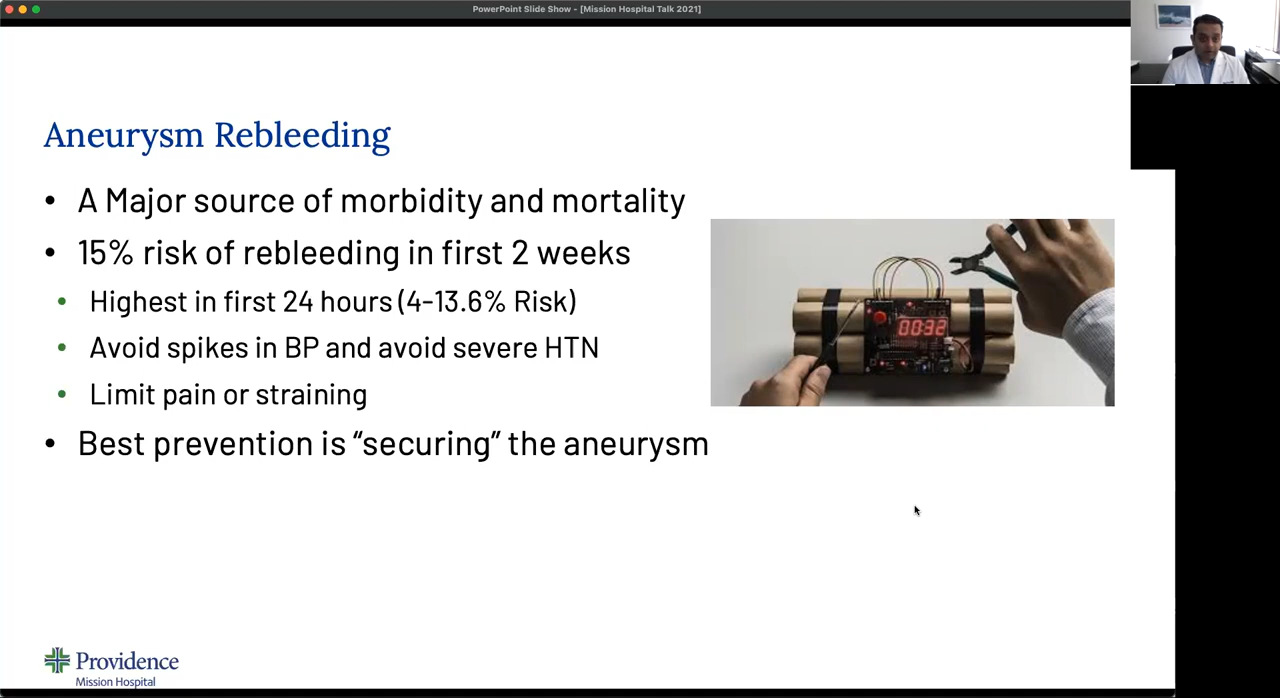 PowerPoint Slide Show - [Mission Hospital Talk 2021]
Aneurysm Rebleeding
• A Major source of morbidity and mortality
• 15% risk of rebleeding in first 2 weeks
• Highest in first 24 hours (4-13.6% Risk)
• Avoid spikes in BP and avoid severe HTN
• Limit pain or straining
• Best prevention is “securing” the aneurysm
00:32
Providence
Mission Hospital